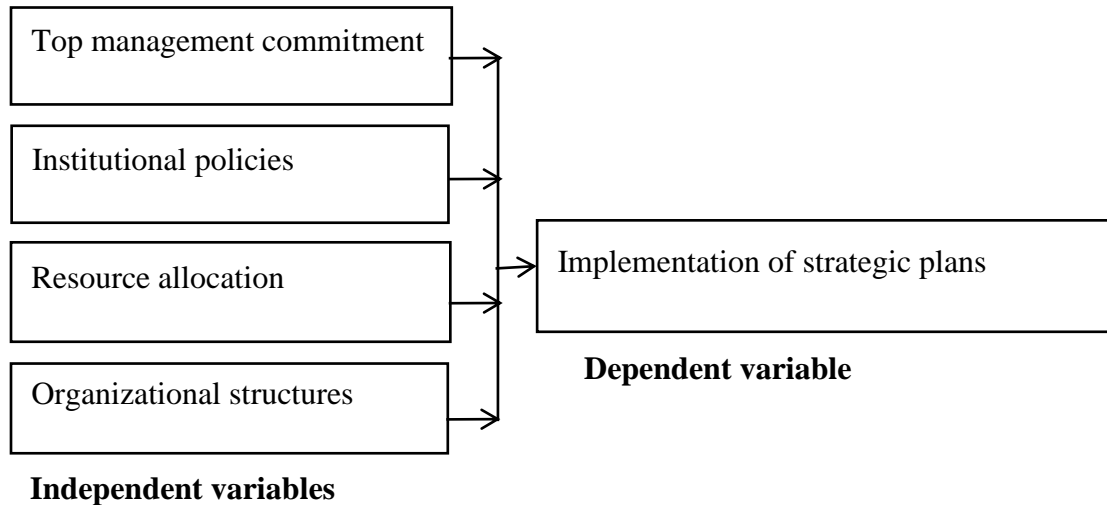 Top management commitment
Institutional policies
Resource allocation
Organizational structures
Independent variables
Implementation of strategic plans
Dependent variable